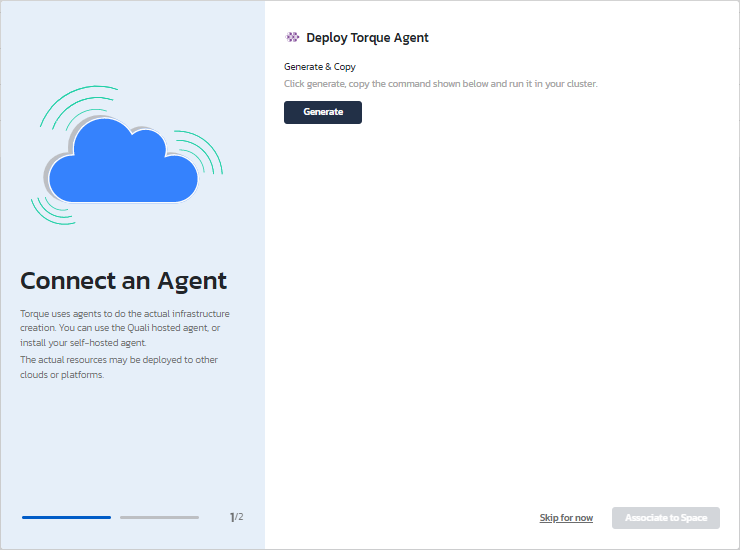 Deploy Torque Agent
Generate & Copy
Click generate, copy the command shown below and run it in your cluster.
Generate
Connect an Agent
Torque uses agents to do the actual infrastructure
creation. You can use the Quali hosted agent, or
install your self-hosted agent.
The actual resources may be deployed to other
clouds or platforms.
1/2
Skip for now
Associate to Space